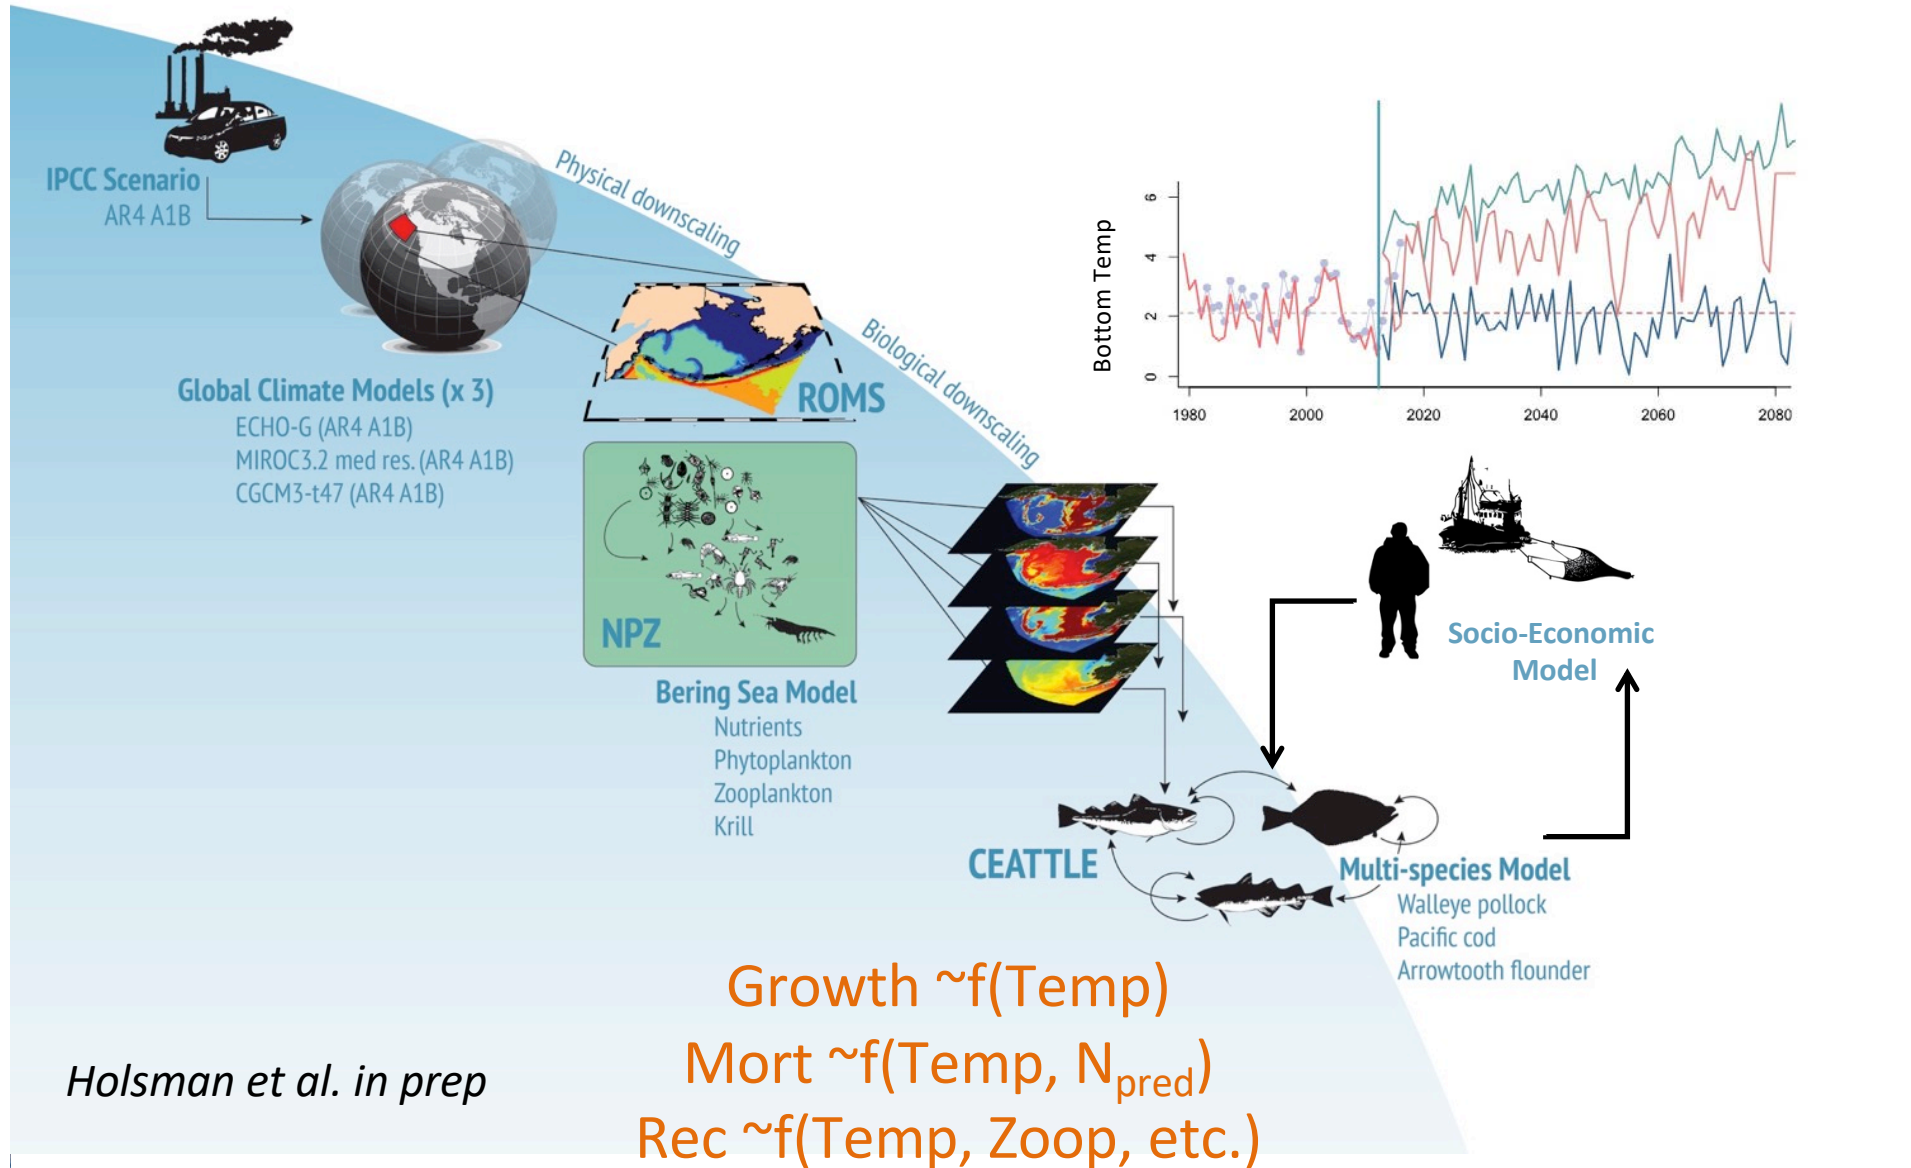 IPCC Scenario
AR4 A1B
Physical downscaling
Global Climate Models (x 3)
ECHO-G (AR4 A1B)
MIROC3.2 med res. (AR4 A1B)
CGCM3-t47 (AR4 A1B)
ROMS
Biological downscaling
Bottom Temp
6
4
2
0
1980
2000
2020
2040
2060
2080
NPZ
Bering Sea Model
Nutrients
Phytoplankton
Zooplankton
Krill
Socio-Economic
Model
CEATTLE
Multi-species Model
Walleye pollock
Pacific cod
Arrowtooth flounder
Growth ~f(Temp)
Mort ~f(Temp, Npred)
Rec ~f(Temp, Zoop, etc.)
Holsman et al. in prep